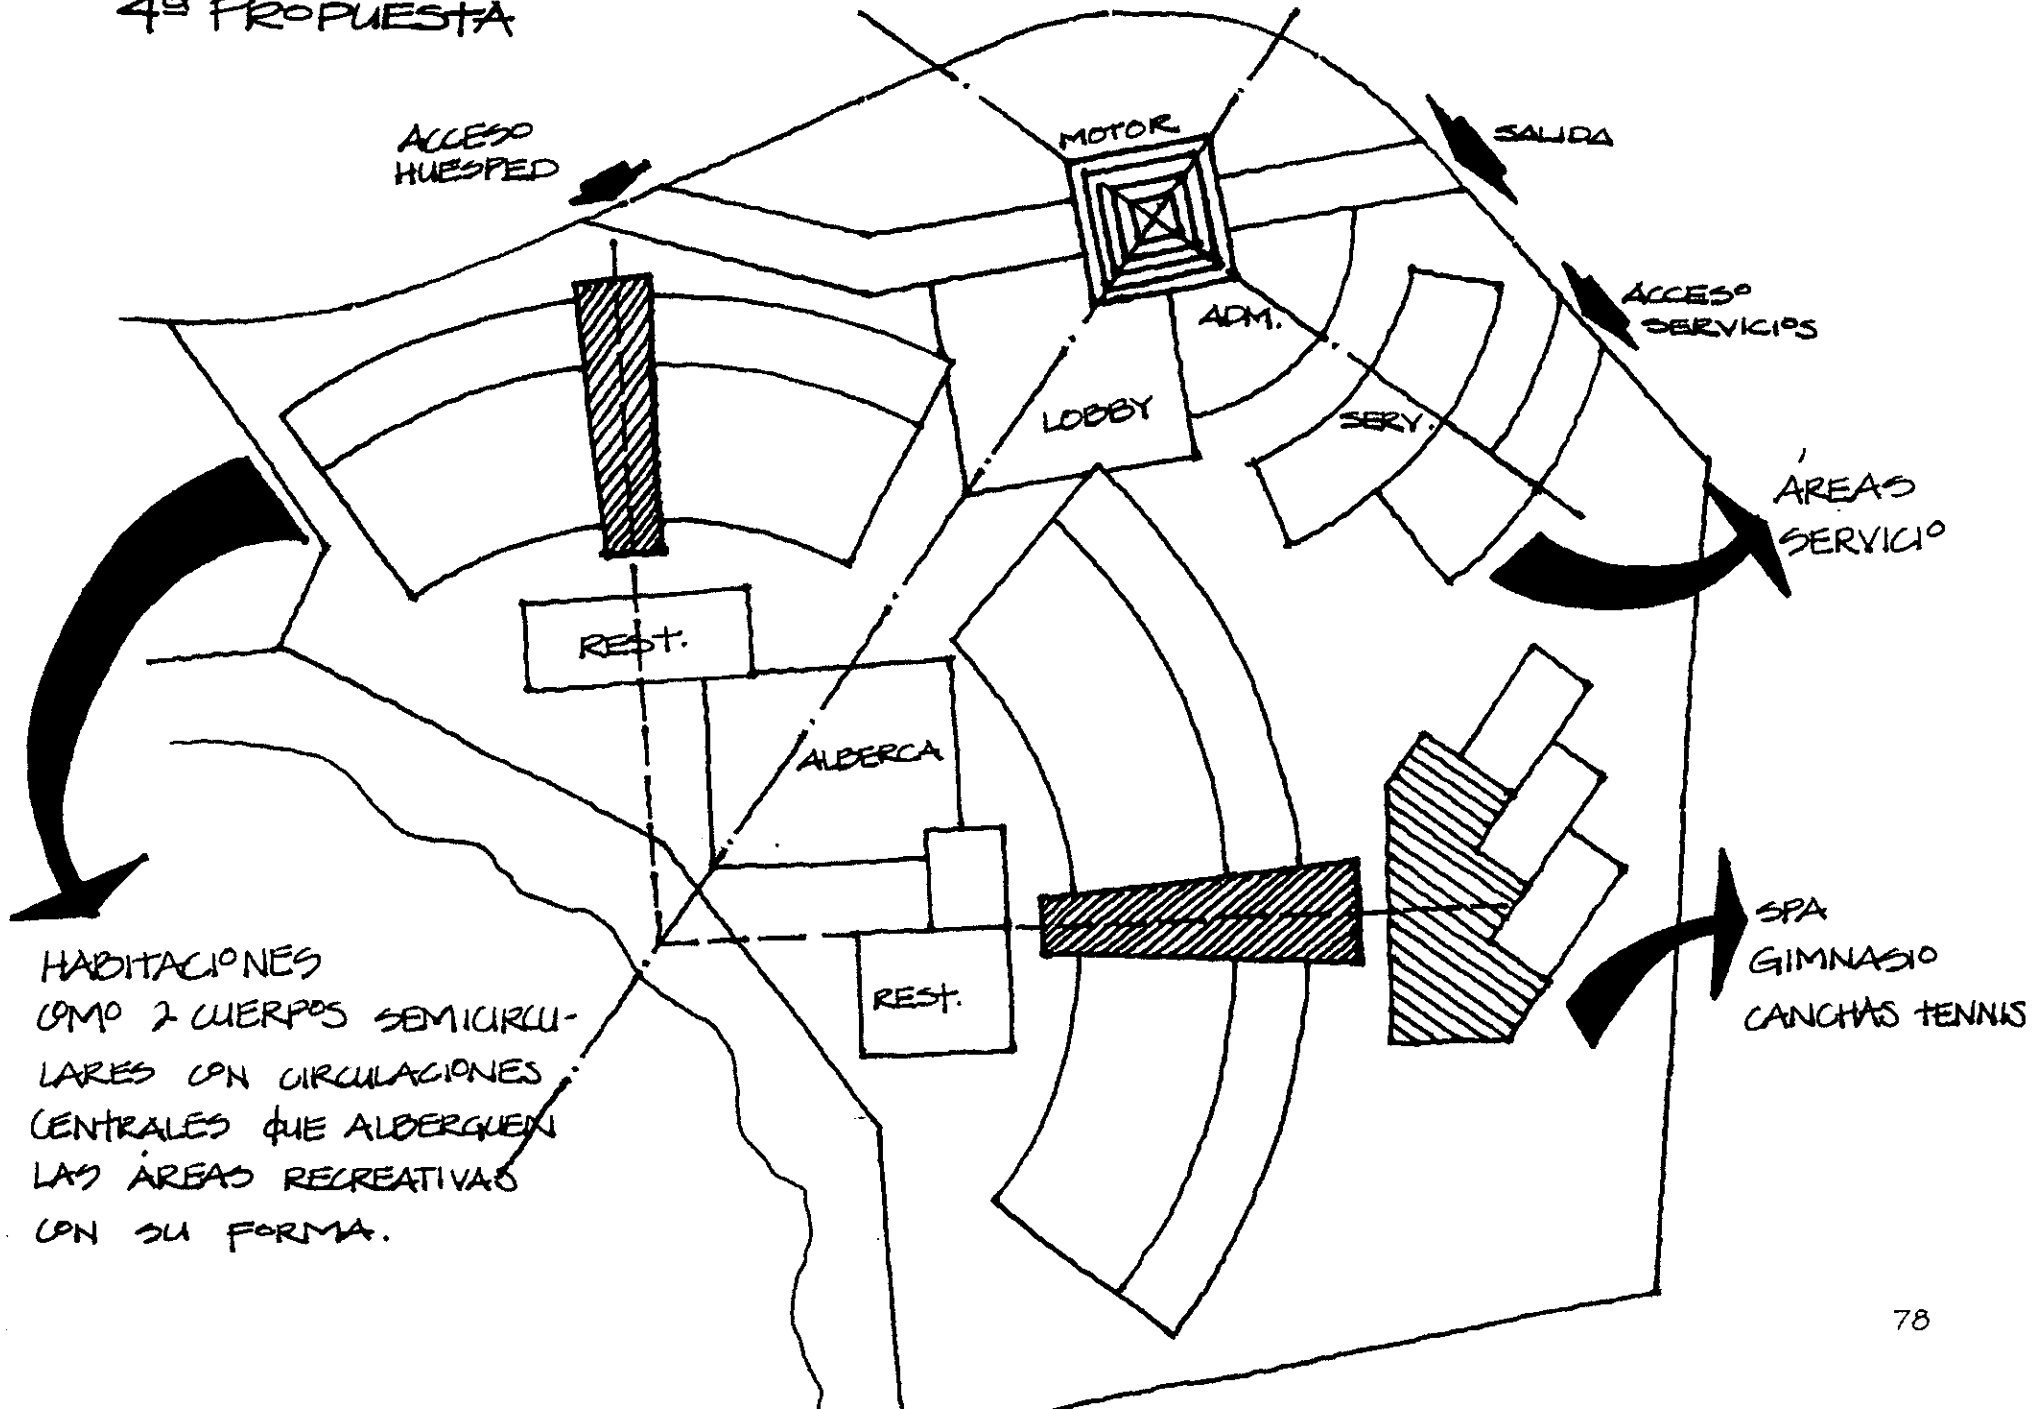 4ª PROPUESTA
ACCESO
HUESPED
MOTOR
SALIDA
ACCESO
SERVICIOS
ADM.
LOBBY
SERV.
ÁREAS
SERVICIO
REST.
ALBERCA
REST.
SPA
GIMNASIO
CANCHAS TENNIS
HABITACIONES
COMO 2 CUERPOS SEMICIRCU-
LARES CON CIRCULACIONES
CENTRALES QUE ALBERGUEN
LAS ÁREAS RECREATIVAS
CON SU FORMA.
78